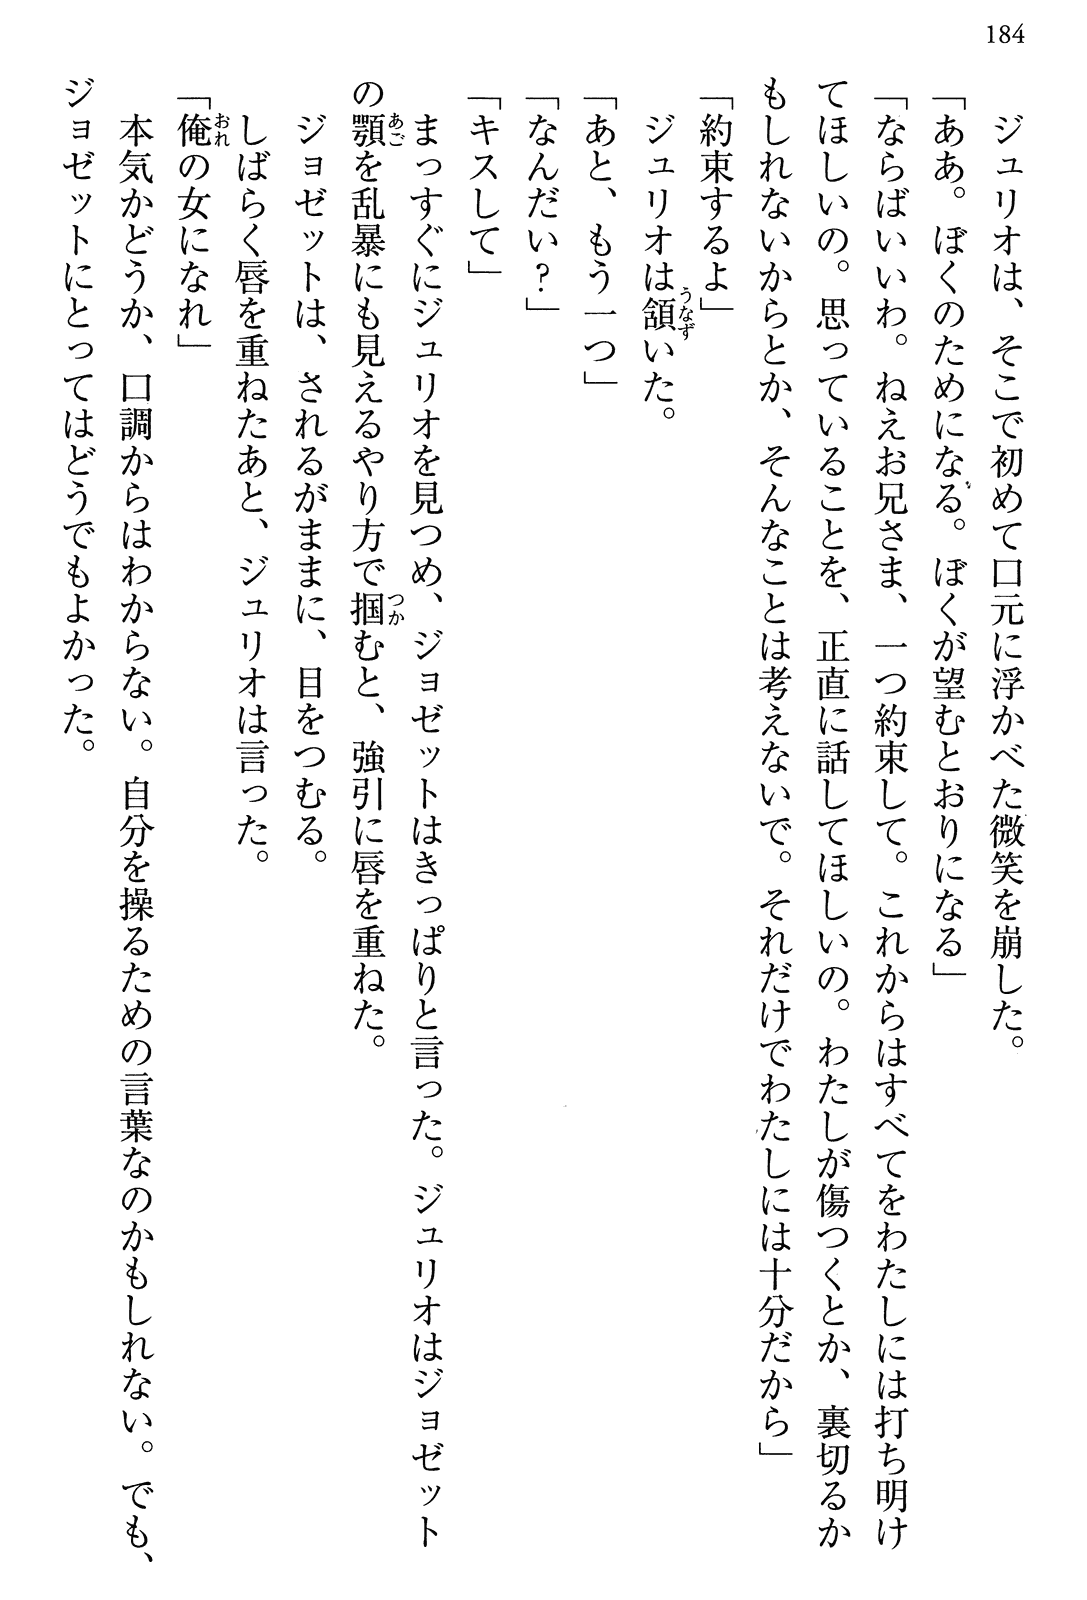 184
ジュリオは、そこで初めて口元に浮かべた微笑を崩した。
「ああ。ぼくのためになる。ぼくが望むとおりになる」
「ならばいいわ。ねえお兄さま、一つ約束して。これからはすべてをわたしには打ち明け
てほしいの。思っていることを、正直に話してほしいの。わたしが傷つくとか、裏切るか
もしれないからとか、そんなことは考えないで。それだけでわたしには十分だから」
「約束するよ」
ジュリオは頷いた。
「あと、もう一つ」
「なんだい？」
「キスして」
まっすぐにジュリオを見つめ、ジョゼットはきっぱりと言った。ジュリオはジョゼット
の顎を乱暴にも見えるやり方で掴むと、強引に唇を重ねた。
ジョゼットは、されるがままに、目をつむる。
しばらく唇を重ねたあと、ジュリオは言った。
「俺の女になれ」
本気かどうか、口調からはわからない。自分を操るための言葉なのかもしれない。でも、
ジョゼットにとってはどうでもよかった。